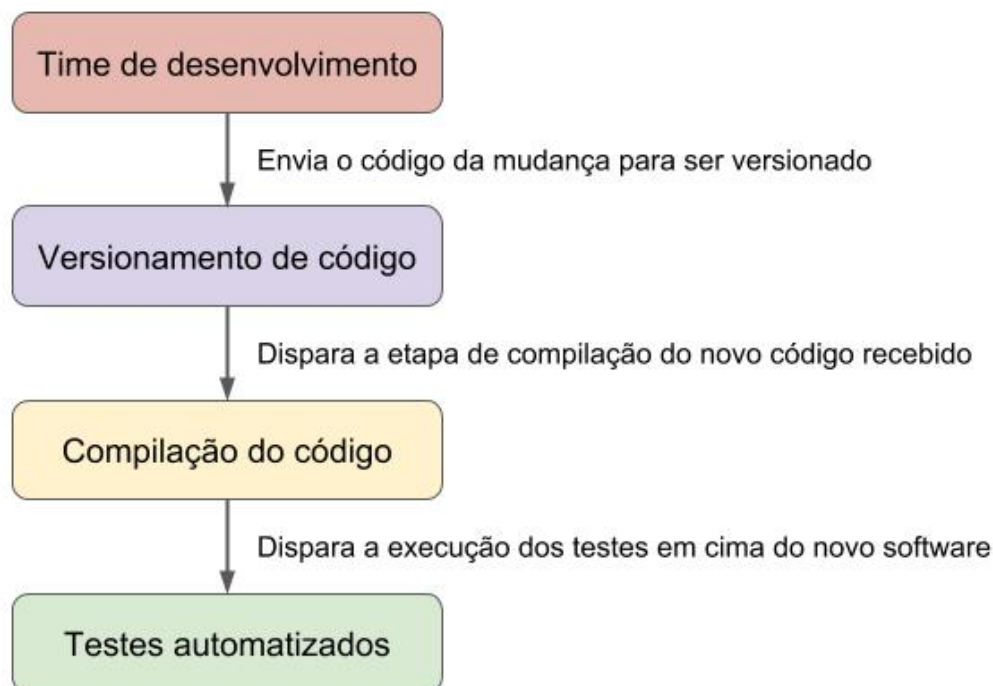 Time de desenvolvimento
Envia o código da mudança para ser versionado
Versionamento de código
Dispara a etapa de compilação do novo código recebido
Compilação do código
Dispara a execução dos testes em cima do novo software
Testes automatizados